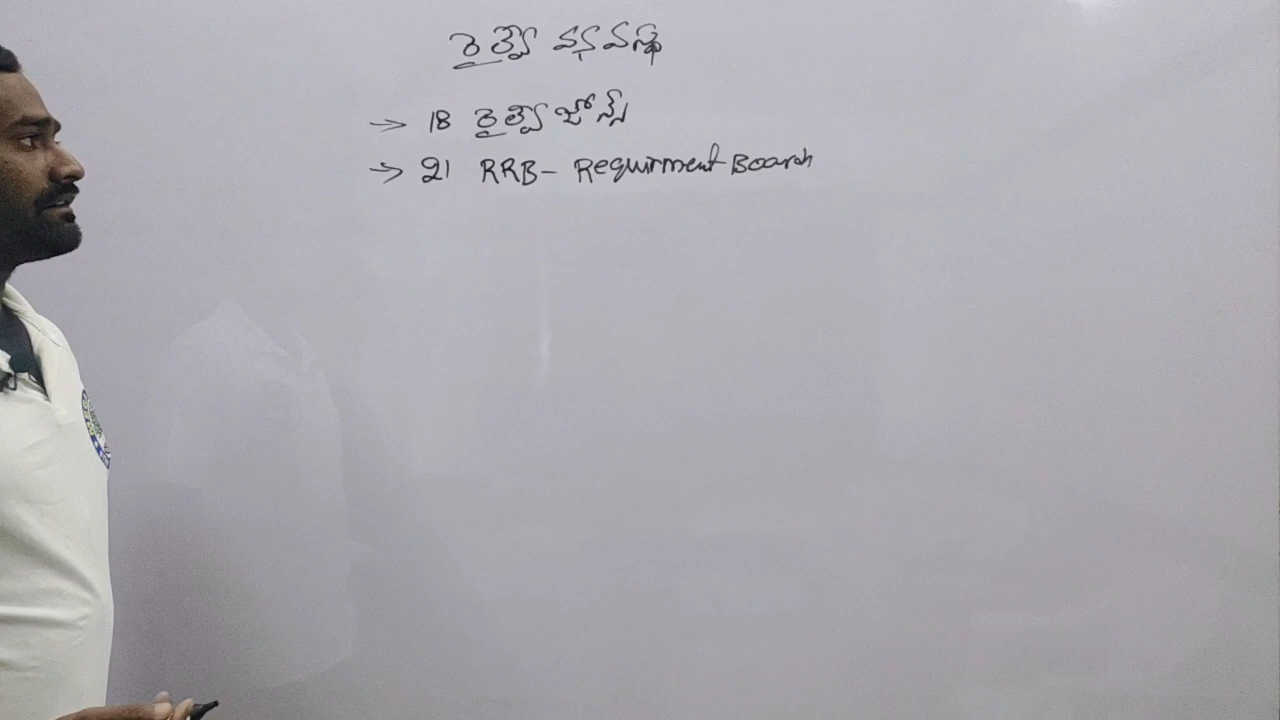 రైల్వే వ్యవస్థ
→ 18 రైల్వే జోన్స్
→ 21 RRB - Requirment Board